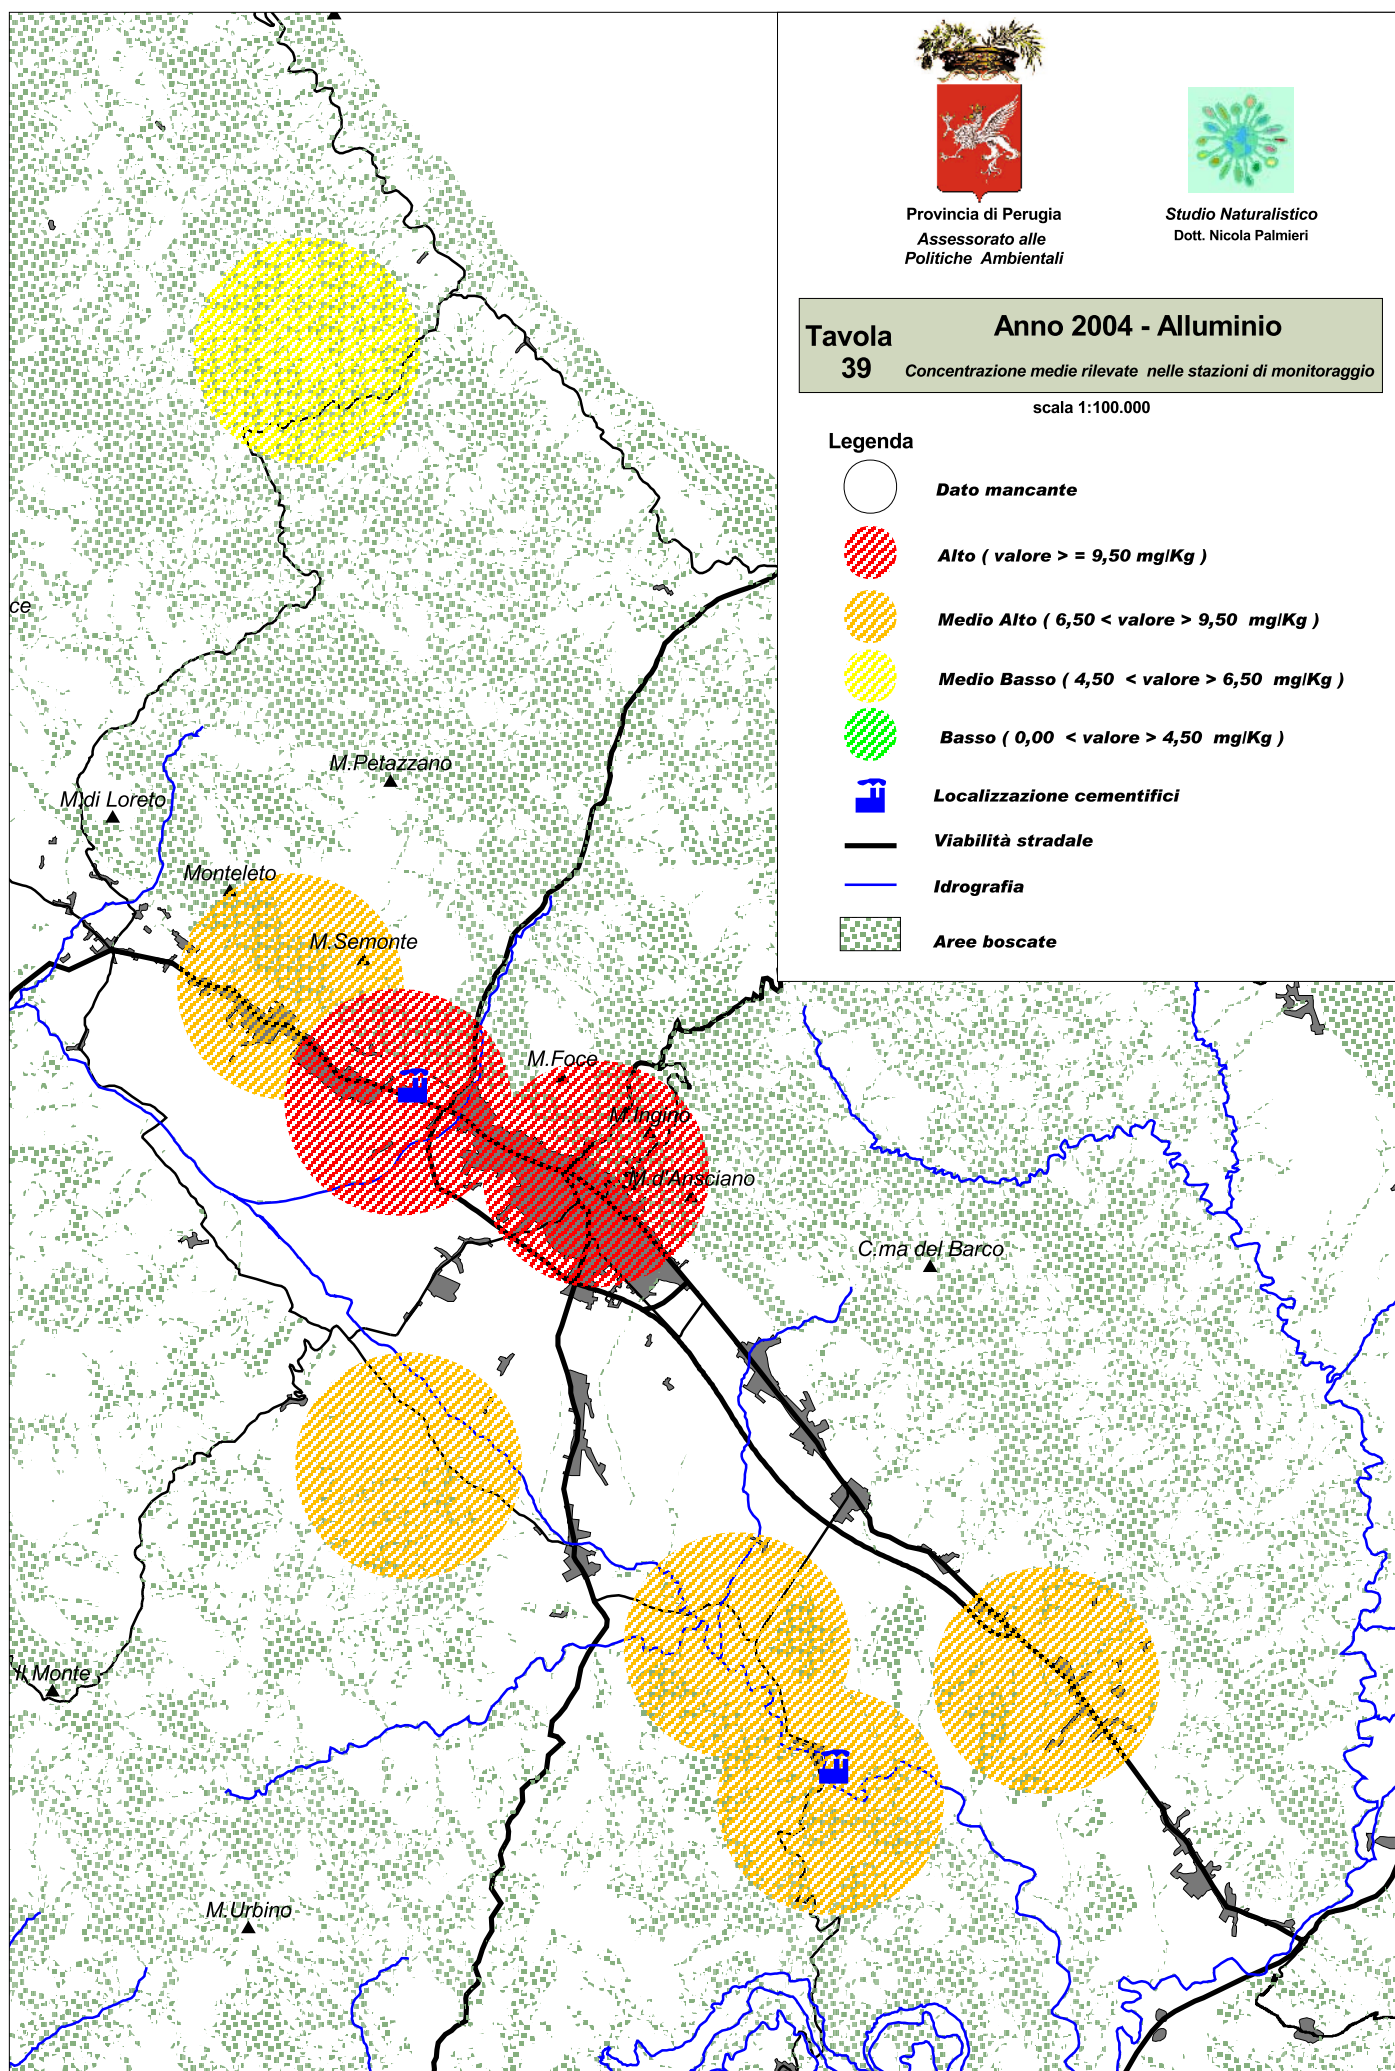 Provincia di Perugia
Assessorato alle
Politiche Ambientali
Studio Naturalistico
Dott. Nicola Palmieri
Tavola
39
Anno 2004 - Alluminio
Concentrazione medie rilevate nelle stazioni di monitoraggio
scala 1:100.000
Legenda
Dato mancante
Alto ( valore > = 9,50 mg/Kg )
Medio Alto ( 6,50 < valore > 9,50 mg/Kg )
Medio Basso ( 4,50 < valore > 6,50 mg/Kg )
Basso ( 0,00 < valore > 4,50 mg/Kg )
Localizzazione cementifici
Viabilità stradale
Idrografia
Aree boscate
ce
M.Petazzano
M.di Loreto
Monteleto
M.Semonte
M.Foce
M.Ingino
M.d'Ansciano
C.ma del Barco
Il Monte
M.Urbino